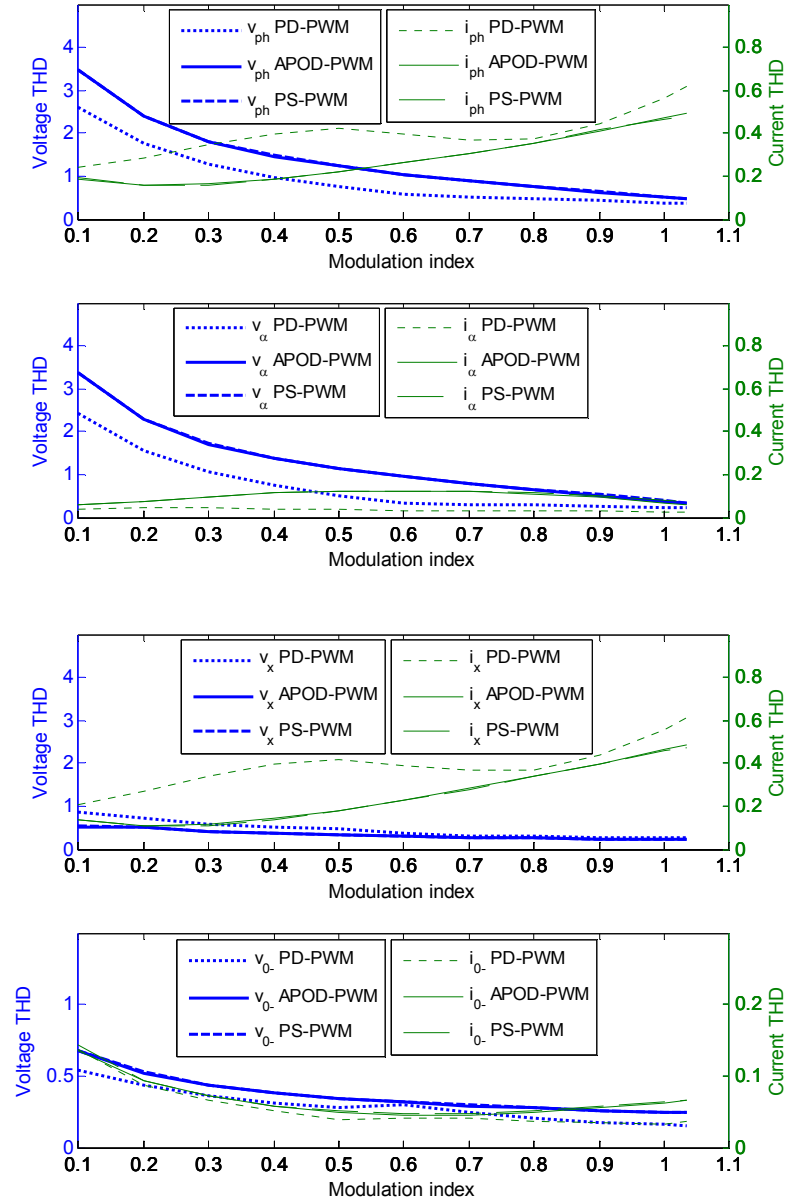 v_ph PD-PWM
v_ph APOD-PWM
v_ph PS-PWM
i_ph PD-PWM
i_ph APOD-PWM
i_ph PS-PWM
Voltage THD
Current THD
4
3
2
1
0
0.8
0.6
0.4
0.2
0
0.1 0.2 0.3 0.4 0.5 0.6 0.7 0.8 0.9 1 1.1
Modulation index
v_α PD-PWM
v_α APOD-PWM
v_α PS-PWM
i_α PD-PWM
i_α APOD-PWM
i_α PS-PWM
Voltage THD
Current THD
4
3
2
1
0
0.8
0.6
0.4
0.2
0
0.1 0.2 0.3 0.4 0.5 0.6 0.7 0.8 0.9 1 1.1
Modulation index
v_x PD-PWM
v_x APOD-PWM
v_x PS-PWM
i_x PD-PWM
i_x APOD-PWM
i_x PS-PWM
Voltage THD
Current THD
4
3
2
1
0
0.8
0.6
0.4
0.2
0
0.1 0.2 0.3 0.4 0.5 0.6 0.7 0.8 0.9 1 1.1
Modulation index
v_0- PD-PWM
v_0- APOD-PWM
v_0- PS-PWM
i_0- PD-PWM
i_0- APOD-PWM
i_0- PS-PWM
Voltage THD
Current THD
1
0.5
0
0.2
0.1
0
0.1 0.2 0.3 0.4 0.5 0.6 0.7 0.8 0.9 1 1.1
Modulation index